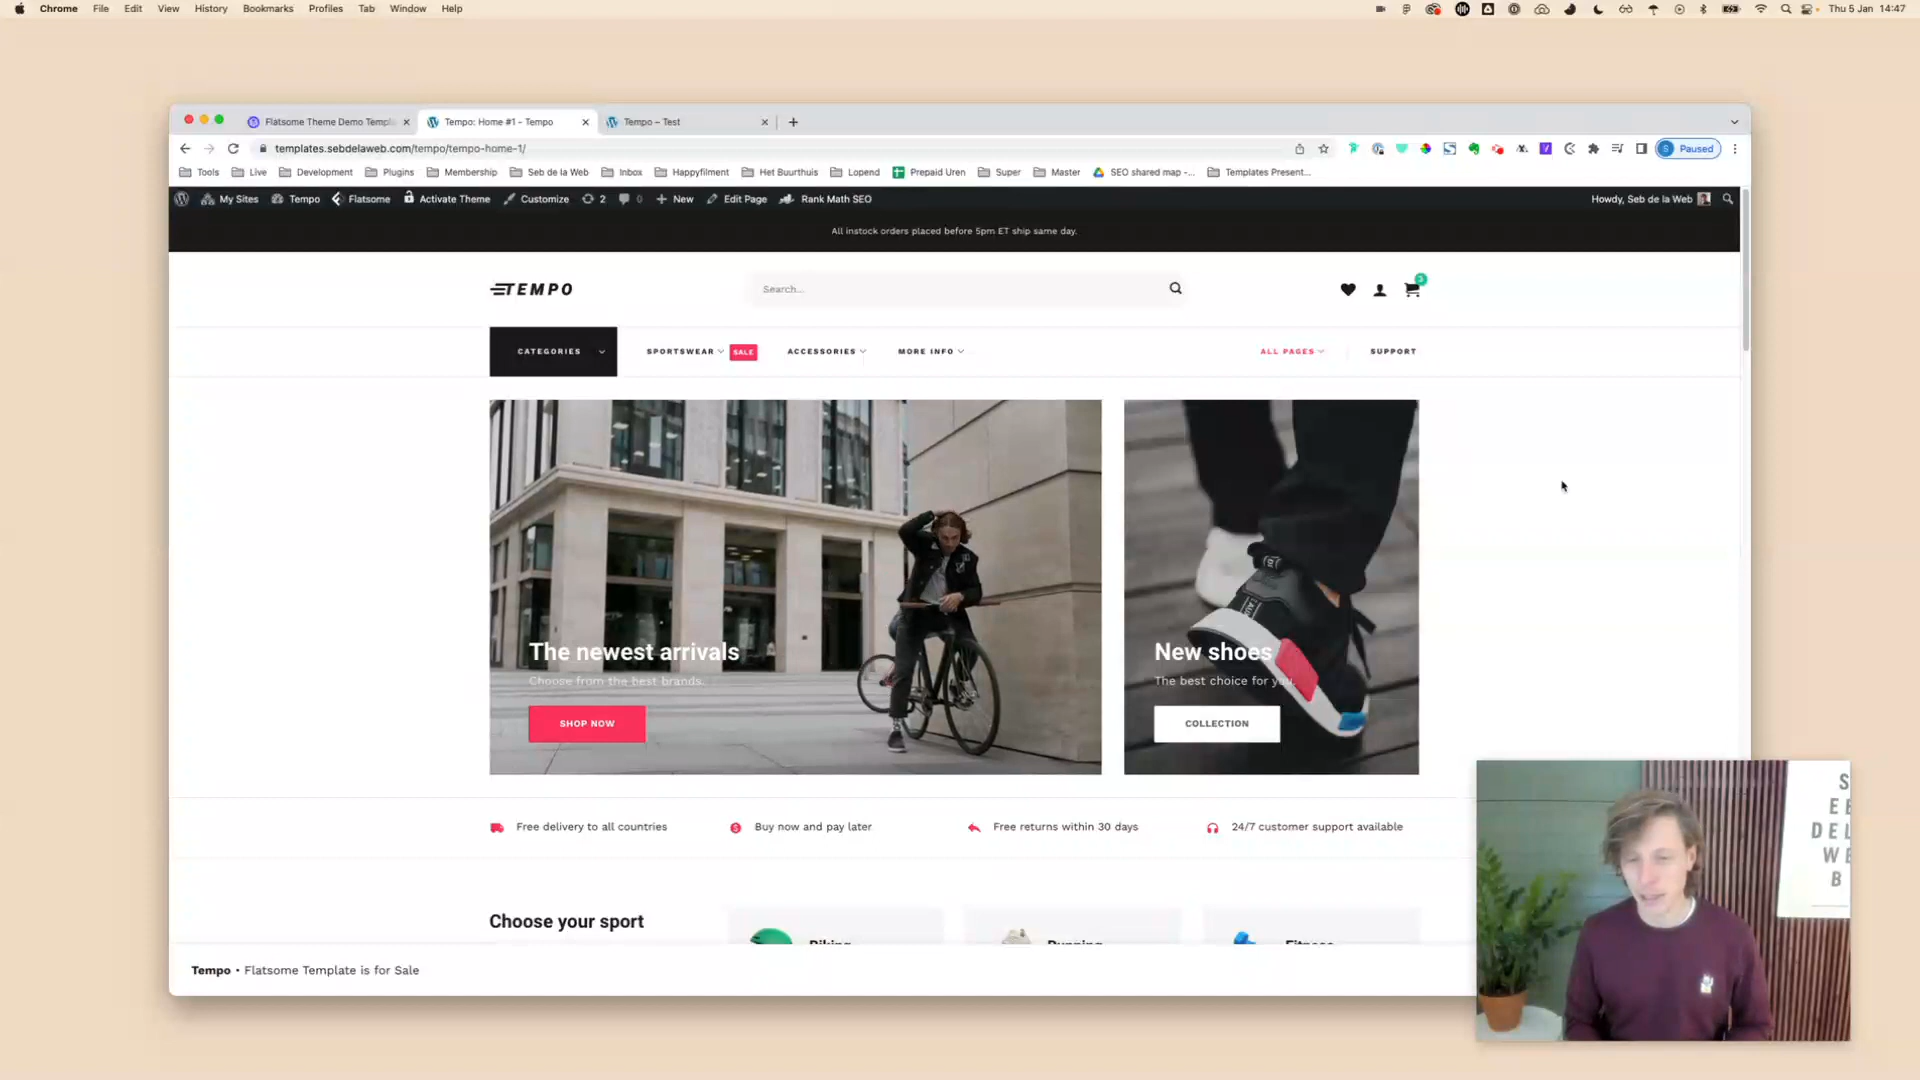 Chrome File Edit View History Bookmarks Profiles Tab Window Help Thu 5 Jan 14:47
Flatsome Theme Demo Templ Tempo: Home #1 - Tempo Tempo – Test
templates.sebdelaweb.com/tempo/tempo-home-1/ S Paused
Tools Live Development Plugins Membership Seb de la Web Inbox Happyfilment Het Buurthuis Lopend Prepaid Uren Super Master SEO shared map -... Templates Present...
My Sites Tempo Flatsome Activate Theme Customize 2 0 New Edit Page Rank Math SEO Howdy, Seb de la Web
All instock orders placed before 5pm ET ship same day.
TEMPO Search... 3
CATEGORIES SPORTSWEAR SALE ACCESSORIES MORE INFO ALL PAGES SUPPORT
The newest arrivals
Choose from the best brands.
SHOP NOW
New shoes
The best choice for you.
COLLECTION
Free delivery to all countries Buy now and pay later Free returns within 30 days 24/7 customer support available
Choose your sport
Biking Running Fitness
Tempo • Flatsome Template is for Sale
S
E E
D E L
W E
B